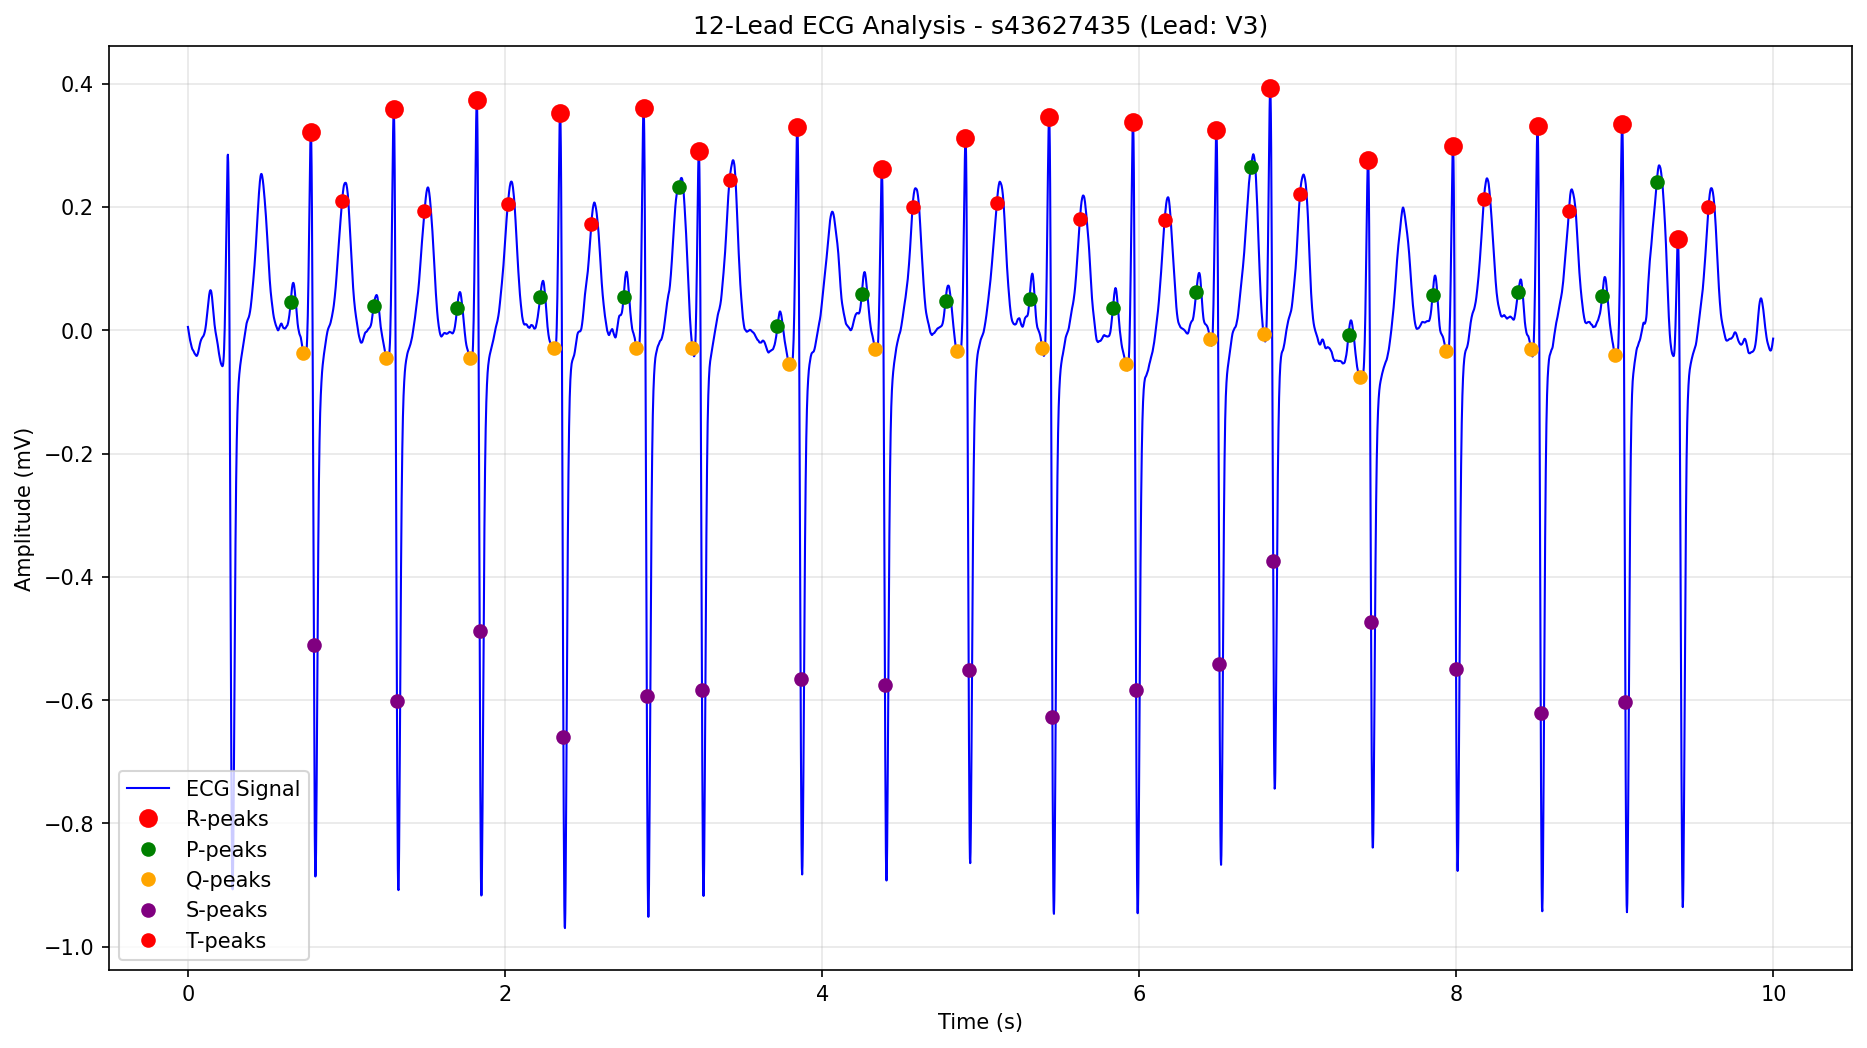 12-Lead ECG Analysis - s43627435 (Lead: V3)
Amplitude (mV)
0.4
0.2
0.0
−0.2
−0.4
−0.6
−0.8
−1.0
ECG Signal
R-peaks
P-peaks
Q-peaks
S-peaks
T-peaks
0 2 4 6 8 10
Time (s)